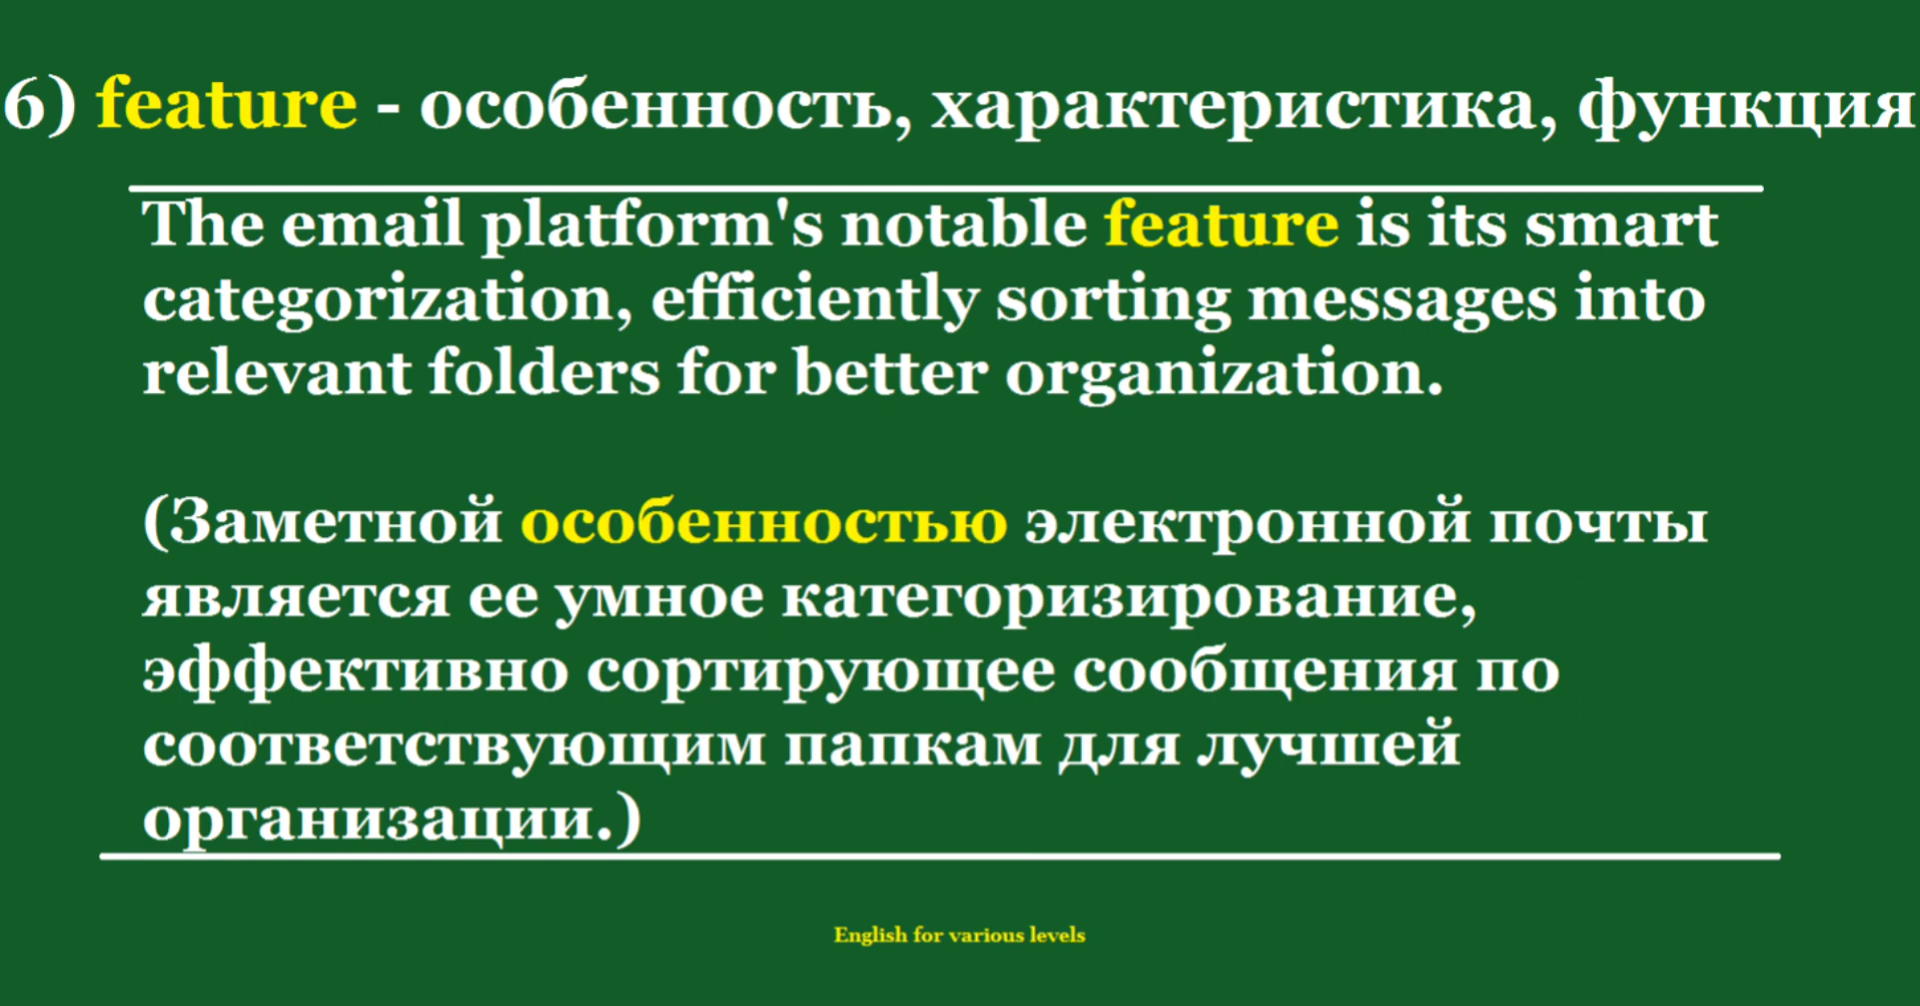 6) feature - особенность, характеристика, функция
The email platform's notable feature is its smart
categorization, efficiently sorting messages into
relevant folders for better organization.
(Заметной особенностью электронной почты
является ее умное категоризирование,
эффективно сортирующее сообщения по
соответствующим папкам для лучшей
организации.)
English for various levels